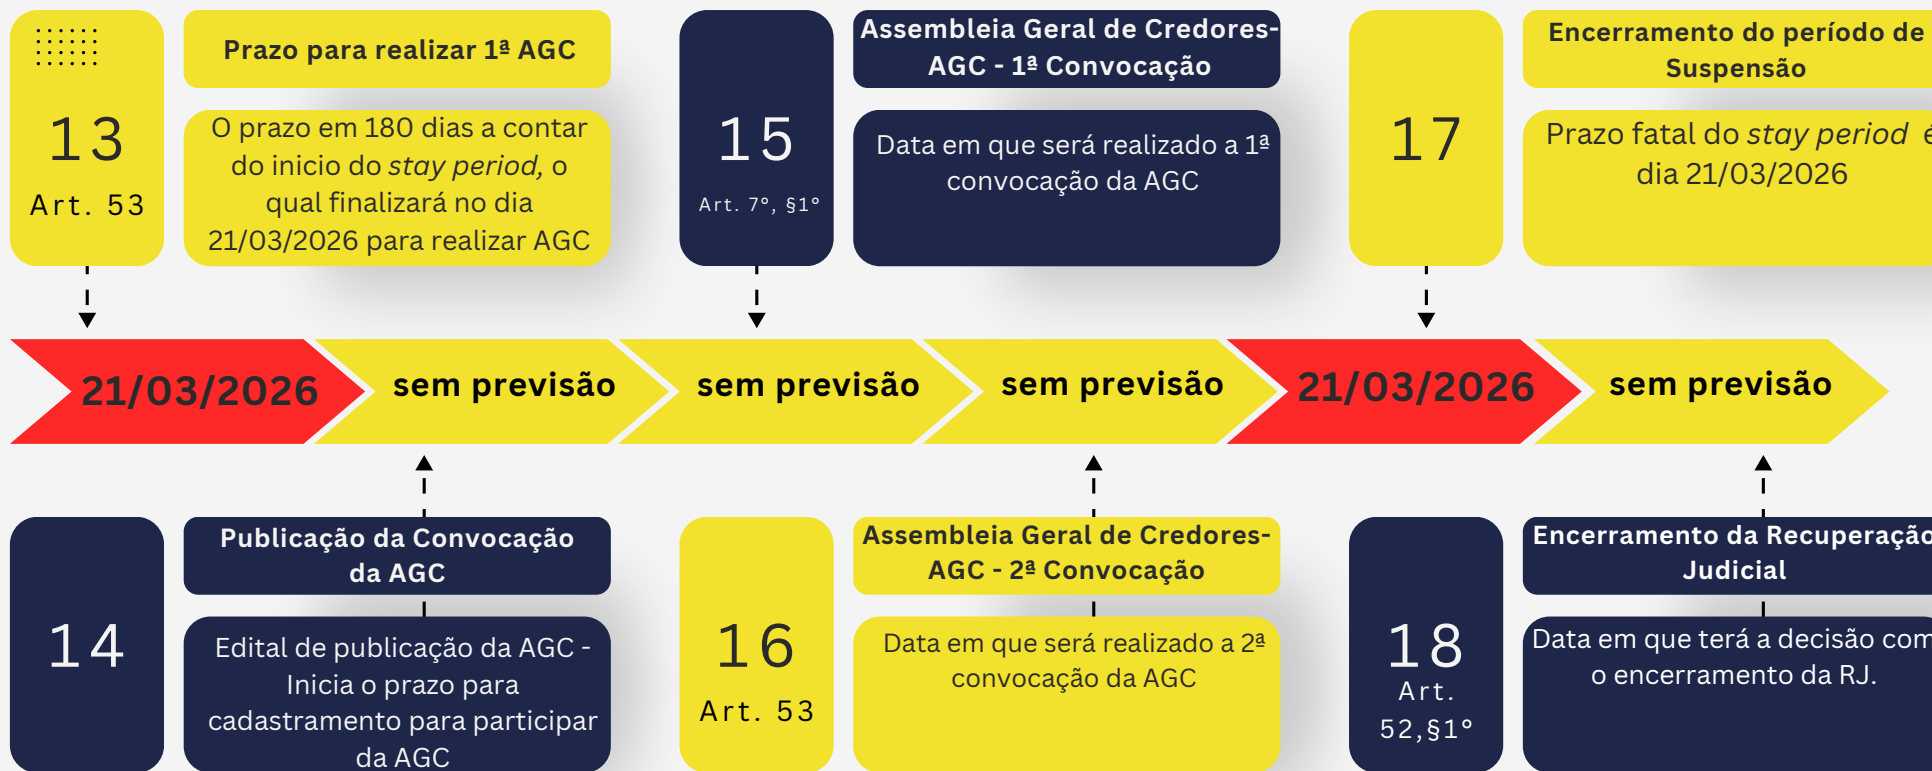 13
Art. 53
Prazo para realizar 1ª AGC
O prazo em 180 dias a contar
do inicio do stay period, o
qual finalizará no dia
21/03/2026 para realizar AGC
15
Art. 7º, §1º
Assembleia Geral de Credores-
AGC - 1ª Convocação
Data em que será realizado a 1ª
convocação da AGC
17
Encerramento do período de
Suspensão
Prazo fatal do stay period é
dia 21/03/2026
21/03/2026
sem previsão
sem previsão
sem previsão
21/03/2026
sem previsão
14
Publicação da Convocação
da AGC
Edital de publicação da AGC -
Inicia o prazo para
cadastramento para participar
da AGC
16
Art. 53
Assembleia Geral de Credores-
AGC - 2ª Convocação
Data em que será realizado a 2ª
convocação da AGC
18
Art.
52,§1º
Encerramento da Recuperação
Judicial
Data em que terá a decisão com
o encerramento da RJ.